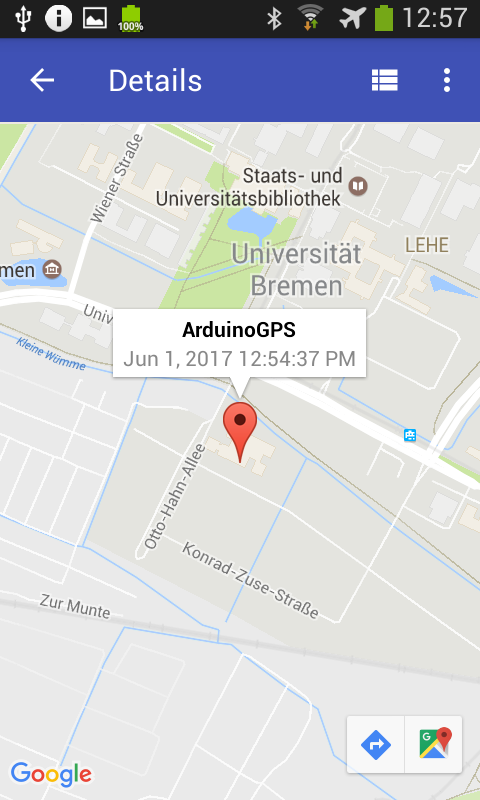 100%
12:57
Details
Wiener Straße
Staats- und
Universitätsbibliothek
LEHE
Universität
Bremen
men
Univ
Kleine Wümme
ArduinoGPS
Jun 1, 2017 12:54:37 PM
Otto-Hahn-Allee
Konrad-Zuse-Straße
Zur Munte
G
Google